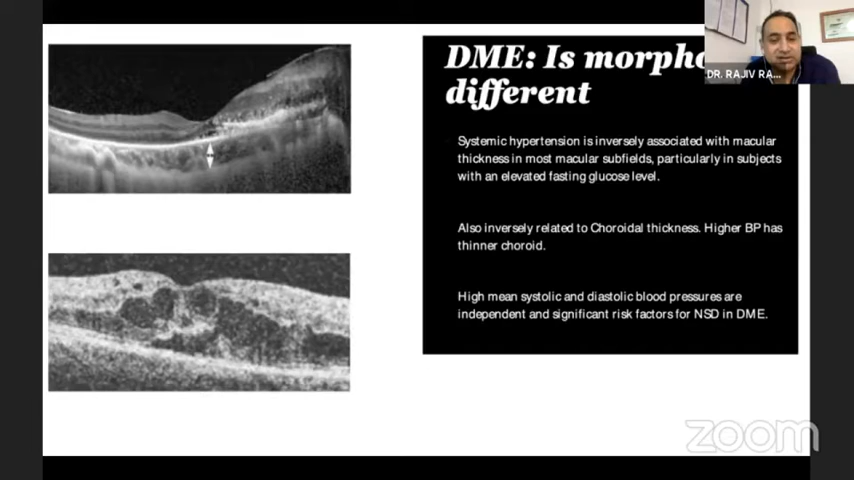 DME: Is morpho
different
DR. RAJIV RA...
Systemic hypertension is inversely associated with macular
thickness in most macular subfields, particularly in subjects
with an elevated fasting glucose level.
Also inversely related to Choroidal thickness. Higher BP has
thinner choroid.
High mean systolic and diastolic blood pressures are
independent and significant risk factors for NSD in DME.
zoom